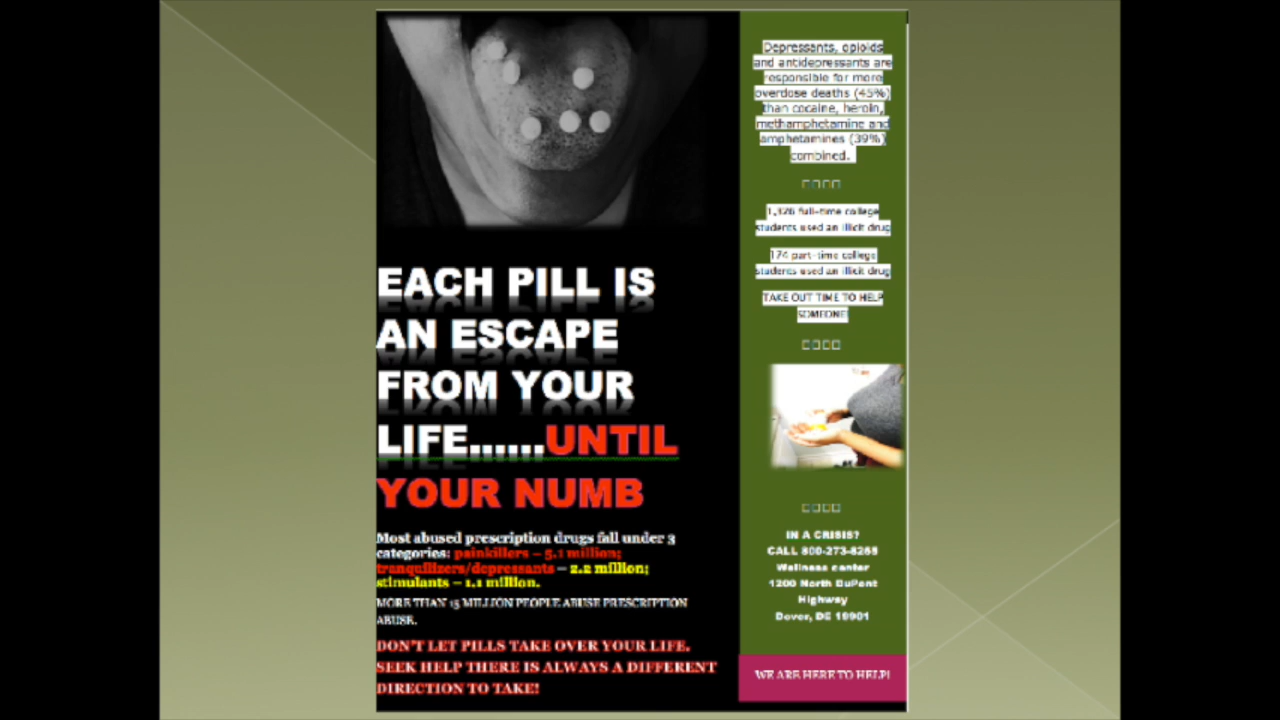 EACH PILL IS
AN ESCAPE
FROM YOUR
LIFE......UNTIL
YOUR NUMB
Most abused prescription drugs fall under 3
categories: painkillers – 5.1 million;
tranquilizers/depressants – 2.2 million;
stimulants – 1.1 million.
MORE THAN 15 MILLION PEOPLE ABUSE PRESCRIPTION
ABUSE.
DON'T LET PILLS TAKE OVER YOUR LIFE.
SEEK HELP THERE IS ALWAYS A DIFFERENT
DIRECTION TO TAKE!
Depressants, opioids
and antidepressants are
responsible for more
overdose deaths (45%)
than cocaine, heroin,
methamphetamine and
amphetamines (39%)
combined.
full-time college
students used an illicit drug
174 part-time college
students used an illicit drug
TAKE OUT TIME TO HELP
SOMEONE!
IN A CRISIS?
CALL 800-273-8255
Wellness center
1200 North DuPont
Highway
Dover, DE 19901
WE ARE HERE TO HELP!